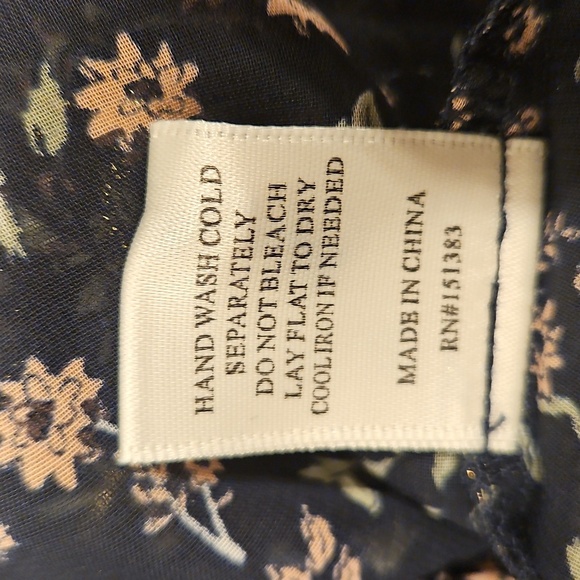 HAND WASH COLD
SEPARATELY
DO NOT BLEACH
LAY FLAT TO DRY
COOL IRON IF NEEDED
MADE IN CHINA
RN#151383